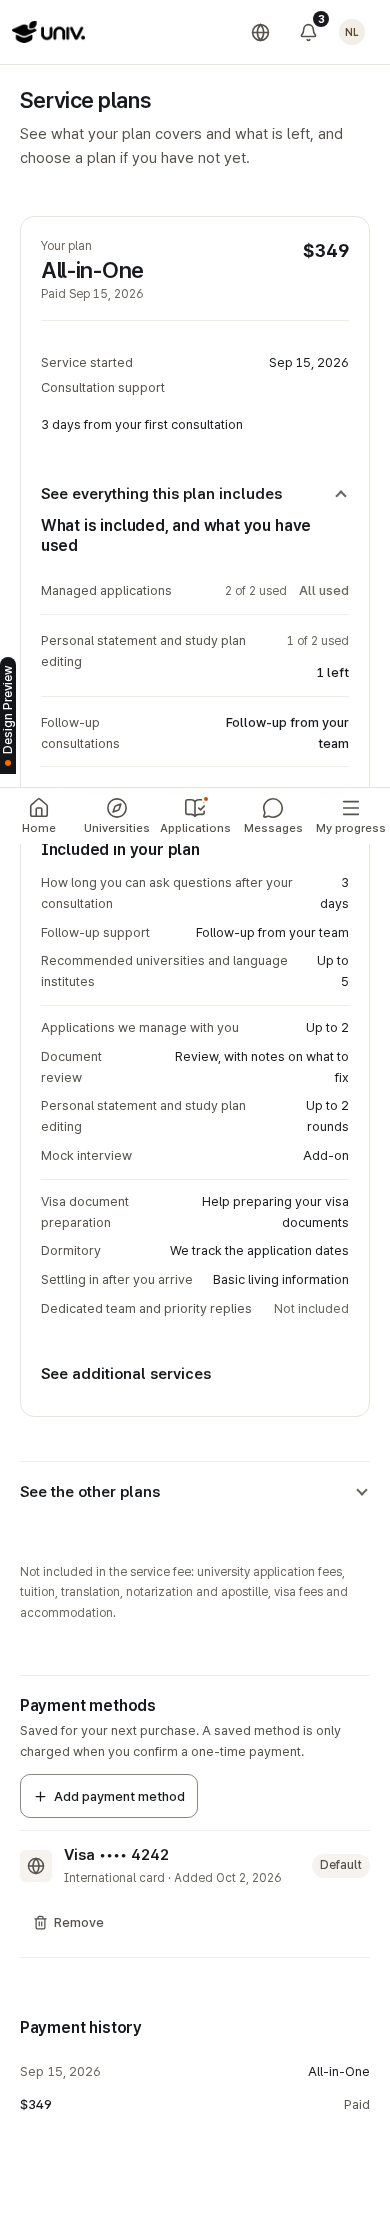 UNIV.
3
NL
Service plans
See what your plan covers and what is left, and
choose a plan if you have not yet.
Your plan
$349
All-in-One
Paid Sep 15, 2026
Service started
Sep 15, 2026
Consultation support
3 days from your first consultation
See everything this plan includes
What is included, and what you have
used
Managed applications
2 of 2 used
All used
Personal statement and study plan
editing
1 of 2 used
1 left
Follow-up
consultations
Follow-up from your
team
Design Preview
Home
Universities
Applications
Messages
My progress
Included in your plan
How long you can ask questions after your
consultation
3
days
Follow-up support
Follow-up from your team
Recommended universities and language
institutes
Up to
5
Applications we manage with you
Up to 2
Document
review
Review, with notes on what to
fix
Personal statement and study plan
editing
Up to 2
rounds
Mock interview
Add-on
Visa document
preparation
Help preparing your visa
documents
Dormitory
We track the application dates
Settling in after you arrive
Basic living information
Dedicated team and priority replies
Not included
See additional services
See the other plans
Not included in the service fee: university application fees,
tuition, translation, notarization and apostille, visa fees and
accommodation.
Payment methods
Saved for your next purchase. A saved method is only
charged when you confirm a one-time payment.
Add payment method
Visa •••• 4242
International card · Added Oct 2, 2026
Default
Remove
Payment history
Sep 15, 2026
All-in-One
$349
Paid